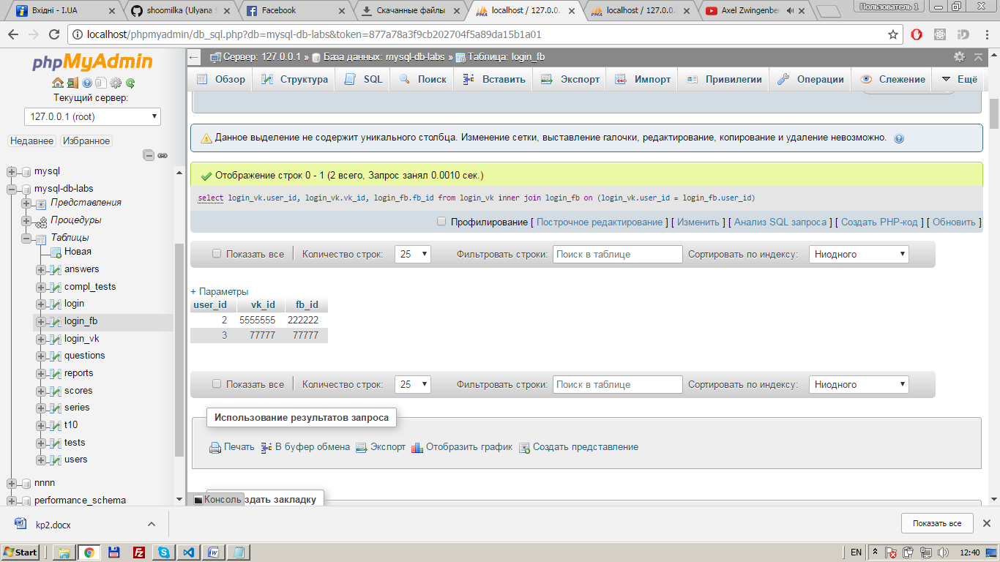 Вхідні - I.UA
shoomilka (Ulyana S
Facebook
Скачанные файлы
localhost / 127.0.0.
localhost / 127.0.0.
Axel Zwingenber
Пользователь 1
localhost/phpmyadmin/db_sql.php?db=mysql-db-labs&token=877a78a3f9cb202704f5a89da15b1a01
phpMyAdmin
Текущий сервер:
127.0.0.1 (root)
Недавнее Избранное
mysql
mysql-db-labs
Представления
Процедуры
Таблицы
Новая
answers
compl_tests
login
login_fb
login_vk
questions
reports
scores
series
t10
tests
users
nnnn
performance_schema
Сервер: 127.0.0.1 » База данных: mysql-db-labs » Таблица: login_fb
Обзор Структура SQL Поиск Вставить Экспорт Импорт Привилегии Операции Слежение Ещё
Данное выделение не содержит уникального столбца. Изменение сетки, выставление галочки, редактирование, копирование и удаление невозможно.
Отображение строк 0 - 1 (2 всего, Запрос занял 0.0010 сек.)
select login_vk.user_id, login_vk.vk_id, login_fb.fb_id from login_vk inner join login_fb on (login_vk.user_id = login_fb.user_id)
Профилирование [ Построчное редактирование ] [ Изменить ] [ Анализ SQL запроса ] [ Создать PHP-код ] [ Обновить ]
Показать все Количество строк: 25 Фильтровать строки: Поиск в таблице Сортировать по индексу: Ниодного
+ Параметры
user_id vk_id fb_id
2 5555555 222222
3 77777 77777
Показать все Количество строк: 25 Фильтровать строки: Поиск в таблице Сортировать по индексу: Ниодного
Использование результатов запроса
Печать В буфер обмена Экспорт Отобразить график Создать представление
Консоль здать закладку
kp2.docx
Показать все
Start
EN
12:40